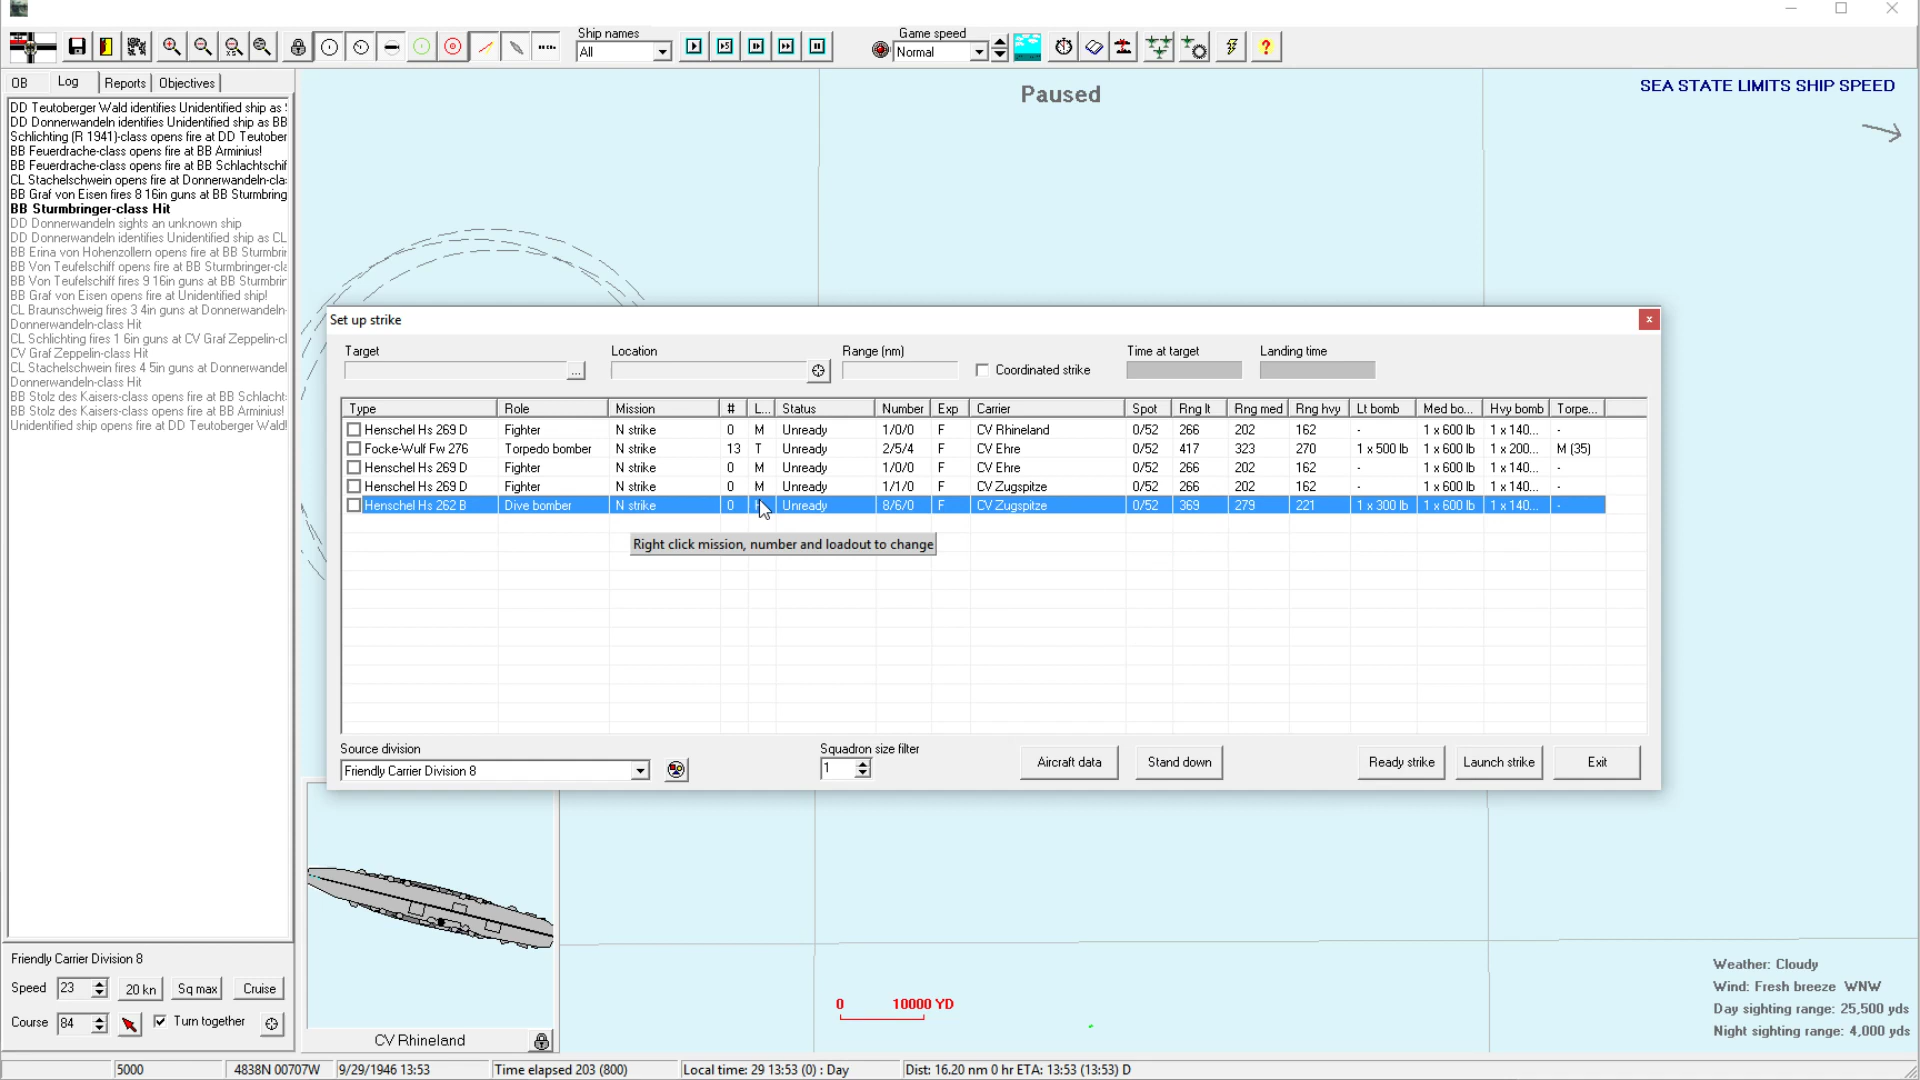 Ship names
All
Game speed
Normal
OB Log Reports Objectives
Paused
SEA STATE LIMITS SHIP SPEED
DD Teutoberger Wald identifies Unidentified ship as
DD Donnerwandeln identifies Unidentified ship as BB
Schlichting (R 1941)-class opens fire at DD Teutober
BB Feuerdrache-class opens fire at BB Arminius!
BB Feuerdrache-class opens fire at BB Schlachtschif
CL Stachelschwein opens fire at Donnerwandeln-cla
BB Graf von Eisen fires 8 16in guns at BB Sturmbring
BB Sturmbringer-class Hit
DD Donnerwandeln sights an unknown ship
DD Donnerwandeln identifies Unidentified ship as CL
BB Erina von Hohenzollern opens fire at BB Sturmbrin
BB Von Teufelschiff opens fire at BB Sturmbringer-cla
BB Von Teufelschiff fires 9 16in guns at BB Sturmbrin
BB Graf von Eisen opens fire at Unidentified ship!
CL Braunschweig fires 3 4in guns at Donnerwandeln-
Donnerwandeln-class Hit
CL Schlichting fires 1 6in guns at CV Graf Zeppelin-cl
CV Graf Zeppelin-class Hit
CL Stachelschwein fires 4 5in guns at Donnerwandel
Donnerwandeln-class Hit
BB Stolz des Kaisers-class opens fire at BB Schlacht
BB Stolz des Kaisers-class opens fire at BB Arminius!
Unidentified ship opens fire at DD Teutoberger Wald!
Set up strike
Target Location Range (nm) Coordinated strike Time at target Landing time
Type Role Mission # L... Status Number Exp Carrier Spot Rng lt Rng med Rng hvy Lt bomb Med bo... Hvy bomb Torpe...
Henschel Hs 269 D Fighter N strike 0 M Unready 1/0/0 F CV Rhineland 0/52 266 202 162 - 1 x 600 lb 1 x 140... -
Focke-Wulf Fw 276 Torpedo bomber N strike 13 T Unready 2/5/4 F CV Ehre 0/52 417 323 270 1 x 500 lb 1 x 600 lb 1 x 200... M (35)
Henschel Hs 269 D Fighter N strike 0 M Unready 1/0/0 F CV Ehre 0/52 266 202 162 - 1 x 600 lb 1 x 140... -
Henschel Hs 269 D Fighter N strike 0 M Unready 1/1/0 F CV Zugspitze 0/52 266 202 162 - 1 x 600 lb 1 x 140... -
Henschel Hs 262 B Dive bomber N strike 0 Unready 8/6/0 F CV Zugspitze 0/52 369 279 221 1 x 300 lb 1 x 600 lb 1 x 140... -
Right click mission, number and loadout to change
Source division
Friendly Carrier Division 8
Squadron size filter
1
Aircraft data Stand down Ready strike Launch strike Exit
Friendly Carrier Division 8
Speed 23 20 kn Sq max Cruise
Course 84 Turn together
CV Rhineland
0 10000 YD
Weather: Cloudy
Wind: Fresh breeze WNW
Day sighting range: 25,500 yds
Night sighting range: 4,000 yds
5000 4838N 00707W 9/29/1946 13:53 Time elapsed 203 (800) Local time: 29 13:53 (0) : Day Dist: 16.20 nm 0 hr ETA: 13:53 (13:53) D